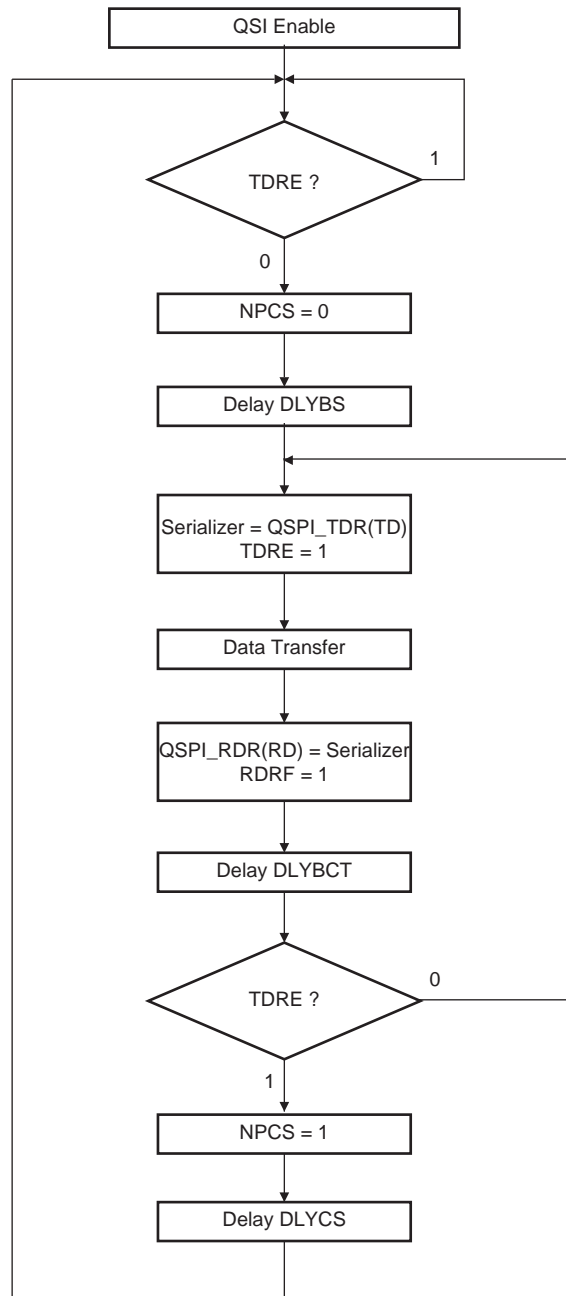 QSI Enable
TDRE ?
1
0
NPCS = 0
Delay DLYBS
Serializer = QSPI_TDR(TD)
TDRE = 1
Data Transfer
QSPI_RDR(RD) = Serializer
RDRF = 1
Delay DLYBCT
TDRE ?
0
1
NPCS = 1
Delay DLYCS